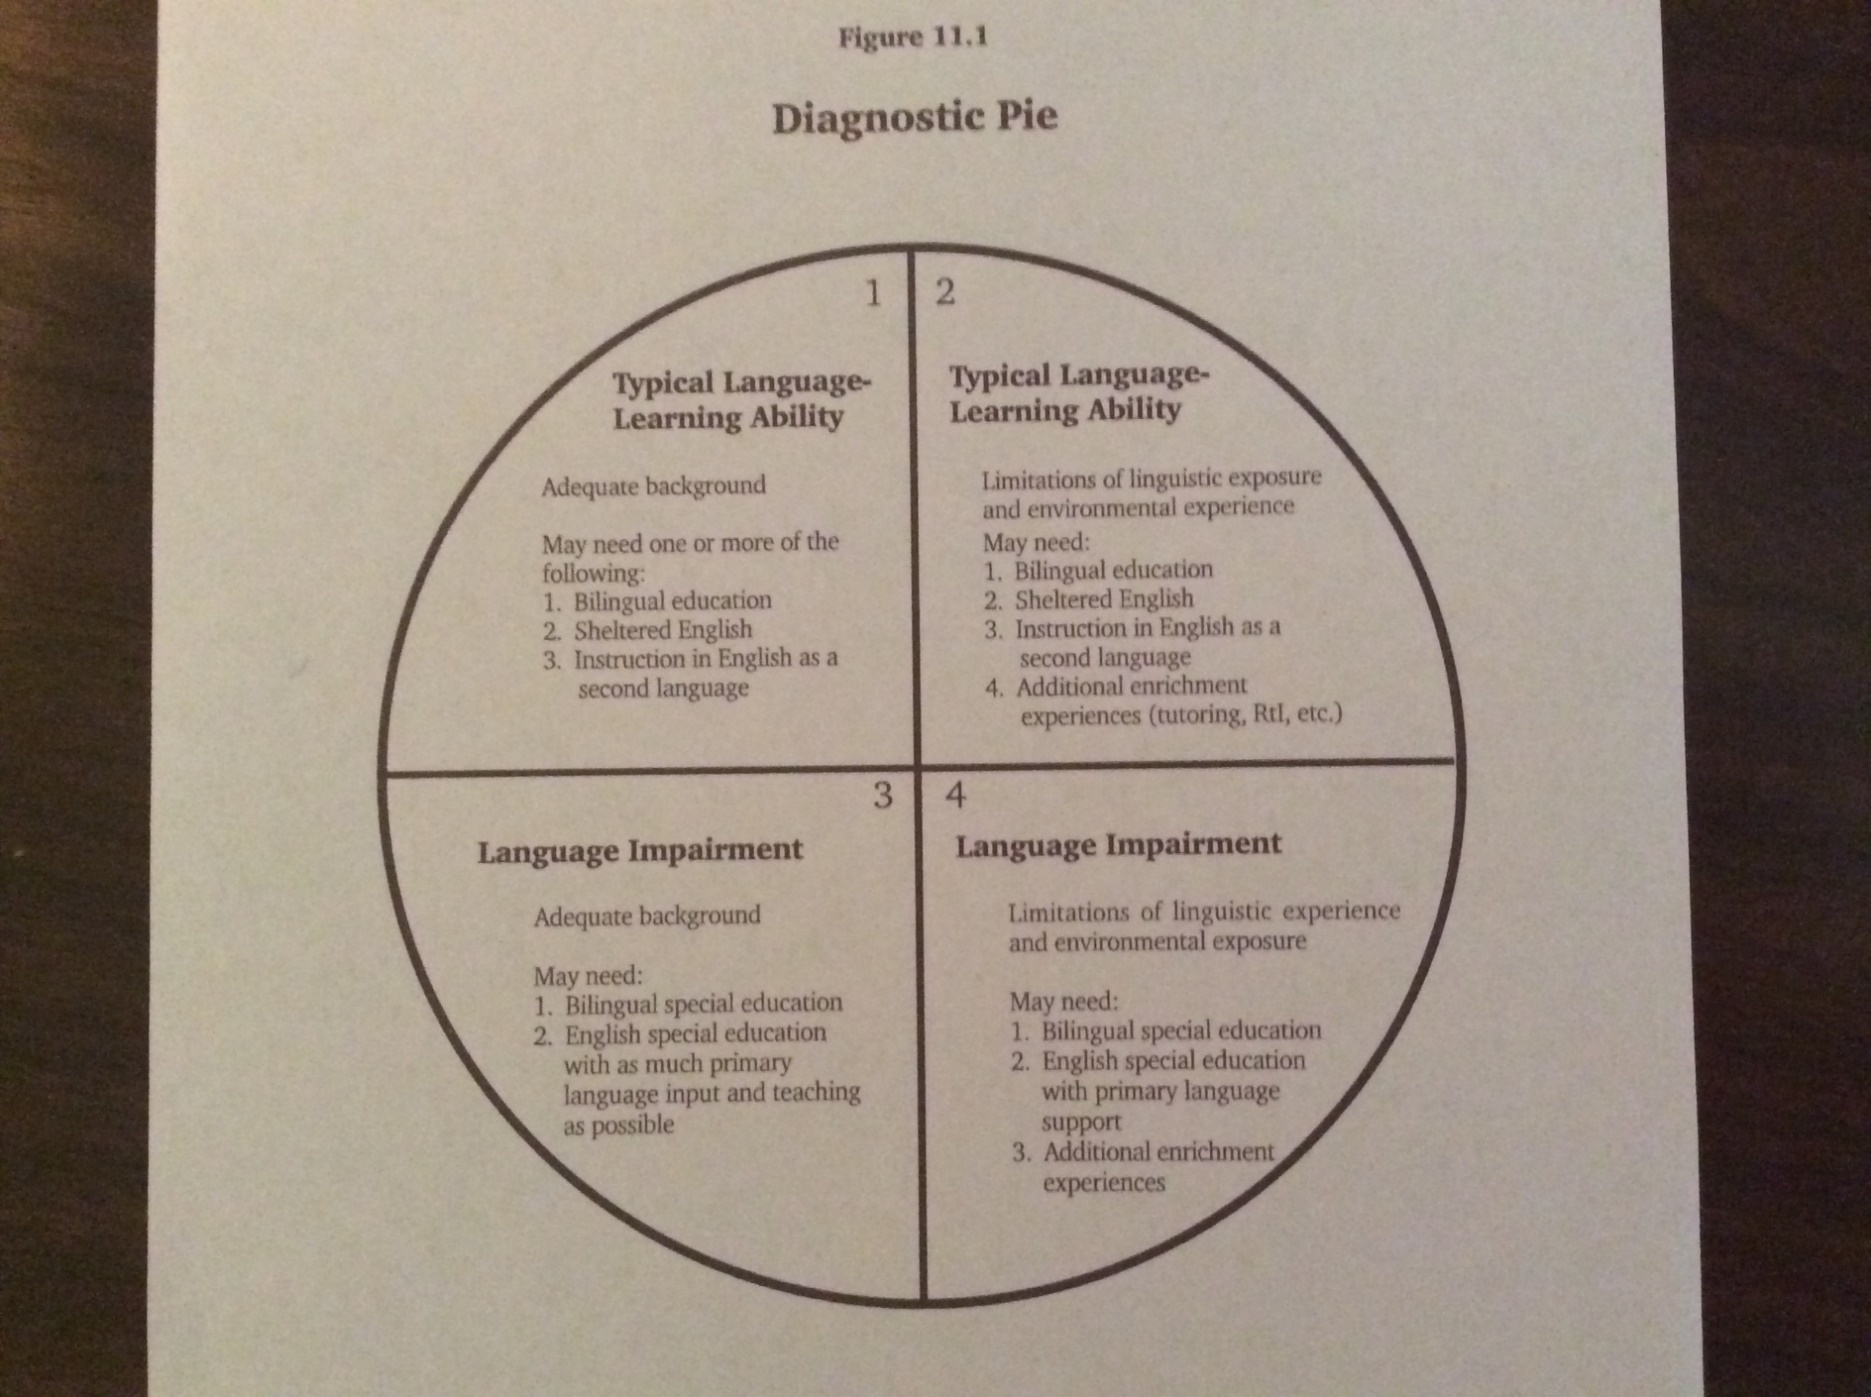 Figure 11.1
Diagnostic Pie
1
Typical Language-
Learning Ability
Adequate background
May need one or more of the
following:
1. Bilingual education
2. Sheltered English
3. Instruction in English as a
second language
2
Typical Language-
Learning Ability
Limitations of linguistic exposure
and environmental experience
May need:
1. Bilingual education
2. Sheltered English
3. Instruction in English as a
second language
4. Additional enrichment
experiences (tutoring, RtI, etc.)
3
Language Impairment
Adequate background
May need:
1. Bilingual special education
2. English special education
with as much primary
language input and teaching
as possible
4
Language Impairment
Limitations of linguistic experience
and environmental exposure
May need:
1. Bilingual special education
2. English special education
with primary language
support
3. Additional enrichment
experiences